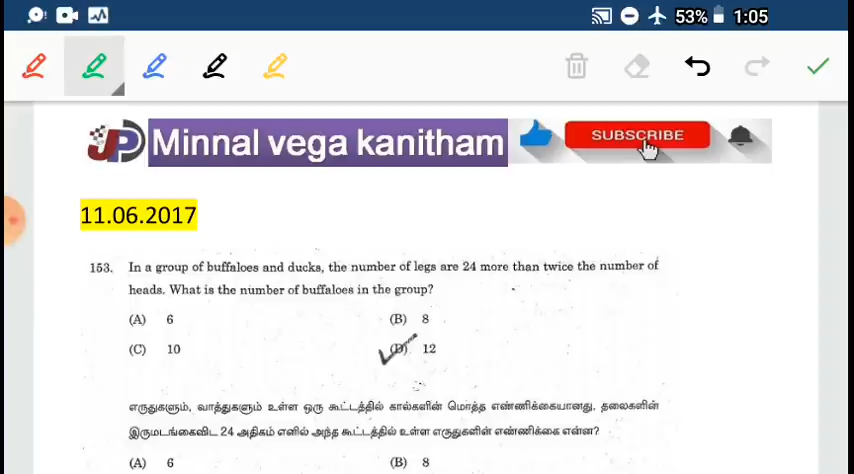 53% 1:05
Minnal vega kanitham SUBSCRIBE
11.06.2017
153. In a group of buffaloes and ducks, the number of legs are 24 more than twice the number of
heads. What is the number of buffaloes in the group?
(A) 6 (B) 8
(C) 10 (D) 12
எருதுகளும், வாத்துகளும் உள்ள ஒரு கூட்டத்தில் கால்களின் மொத்த எண்ணிக்கையானது, தலைகளின்
இருமடங்கைவிட 24 அதிகம் எனில் அந்த கூட்டத்தில் உள்ள எருதுகளின் எண்ணிக்கை என்ன?
(A) 6 (B) 8